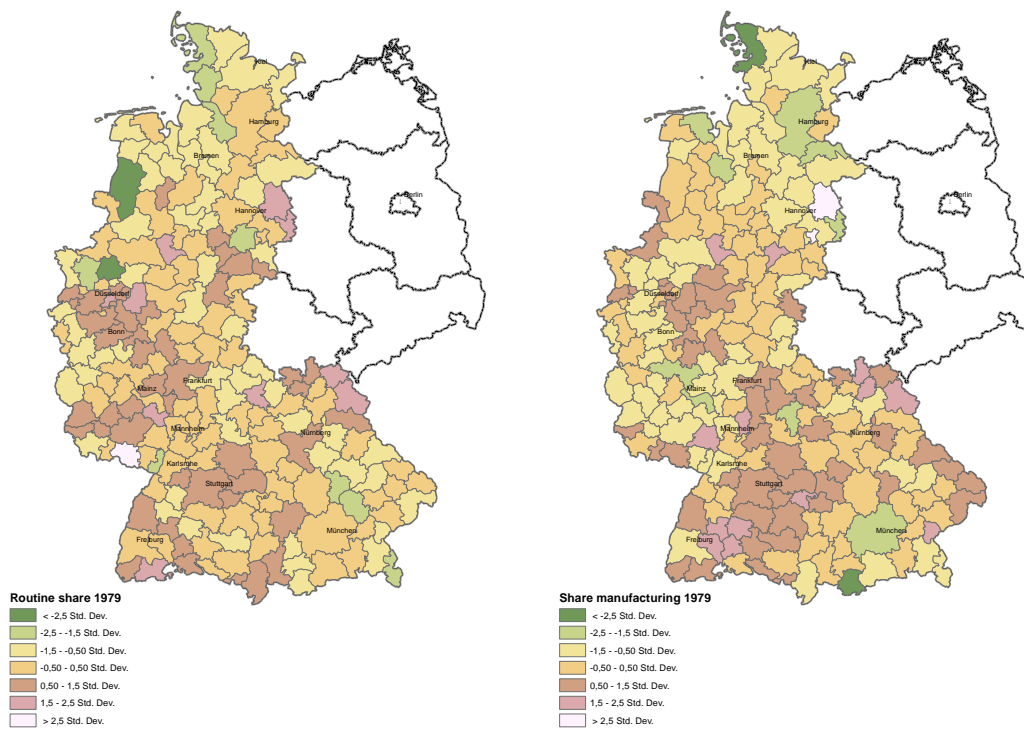 Kiel
Hamburg
Bremen
Berlin
Hannover
Düsseldorf
Bonn
Frankfurt
Mainz
Mannheim
Nürnberg
Karlsrohe
Stuttgart
München
Freiburg
Routine share 1979
< -2,5 Std. Dev.
-2,5 - -1,5 Std. Dev.
-1,5 - -0,50 Std. Dev.
-0,50 - 0,50 Std. Dev.
0,50 - 1,5 Std. Dev.
1,5 - 2,5 Std. Dev.
> 2,5 Std. Dev.
Kiel
Hamburg
Bremen
Berlin
Hannover
Düsseldorf
Bonn
Frankfurt
Mainz
Mannheim
Nürnberg
Karlsrohe
Stuttgart
München
Freiburg
Share manufacturing 1979
< -2,5 Std. Dev.
-2,5 - -1,5 Std. Dev.
-1,5 - -0,50 Std. Dev.
-0,50 - 0,50 Std. Dev.
0,50 - 1,5 Std. Dev.
1,5 - 2,5 Std. Dev.
> 2,5 Std. Dev.